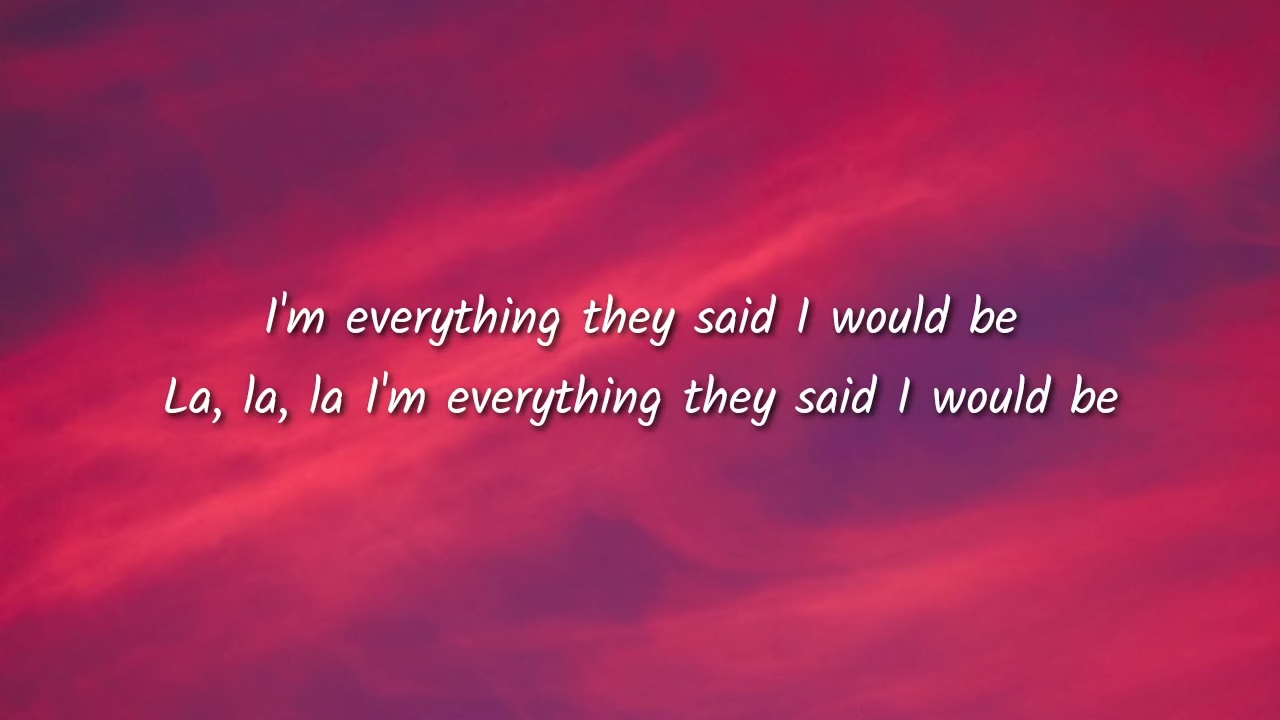 I'm everything they said I would be
La, la, la I'm everything they said I would be